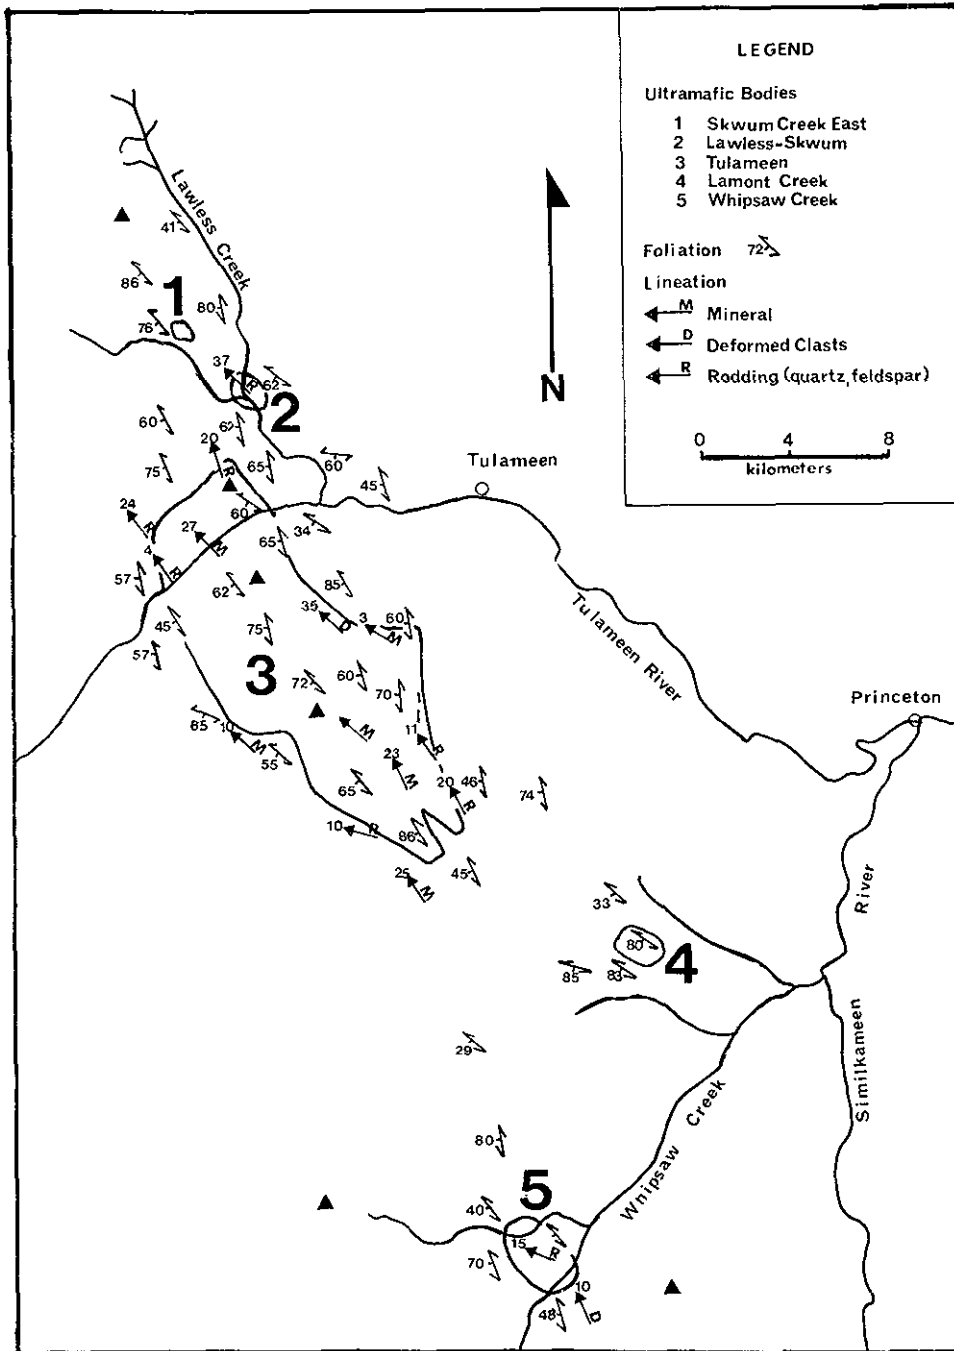 LEGEND
Ultramafic Bodies
1 Skwum Creek East
2 Lawless-Skwum
3 Tulameen
4 Lamont Creek
5 Whipsaw Creek
Foliation 72
Lineation
M Mineral
D Deformed Clasts
R Rodding (quartz, feldspar)
0 4 8
kilometers
N
Lawless Creek
41
86
1
80
76
37
R
62
2
60
62
20
R
75
65
60
Tulameen
45
24
R
60
27
M
34
4
R
65
57
62
85
35
D
3
M
60
45
75
57
3
72
60
70
Tulameen River
Princeton
65
10
M
55
M
11
R
23
M
20
R
46
74
65
10
R
86
25
M
45
33
River
80
4
85
83
Similkameen
29
Whipsaw Creek
80
5
40
15
R
70
10
D
48